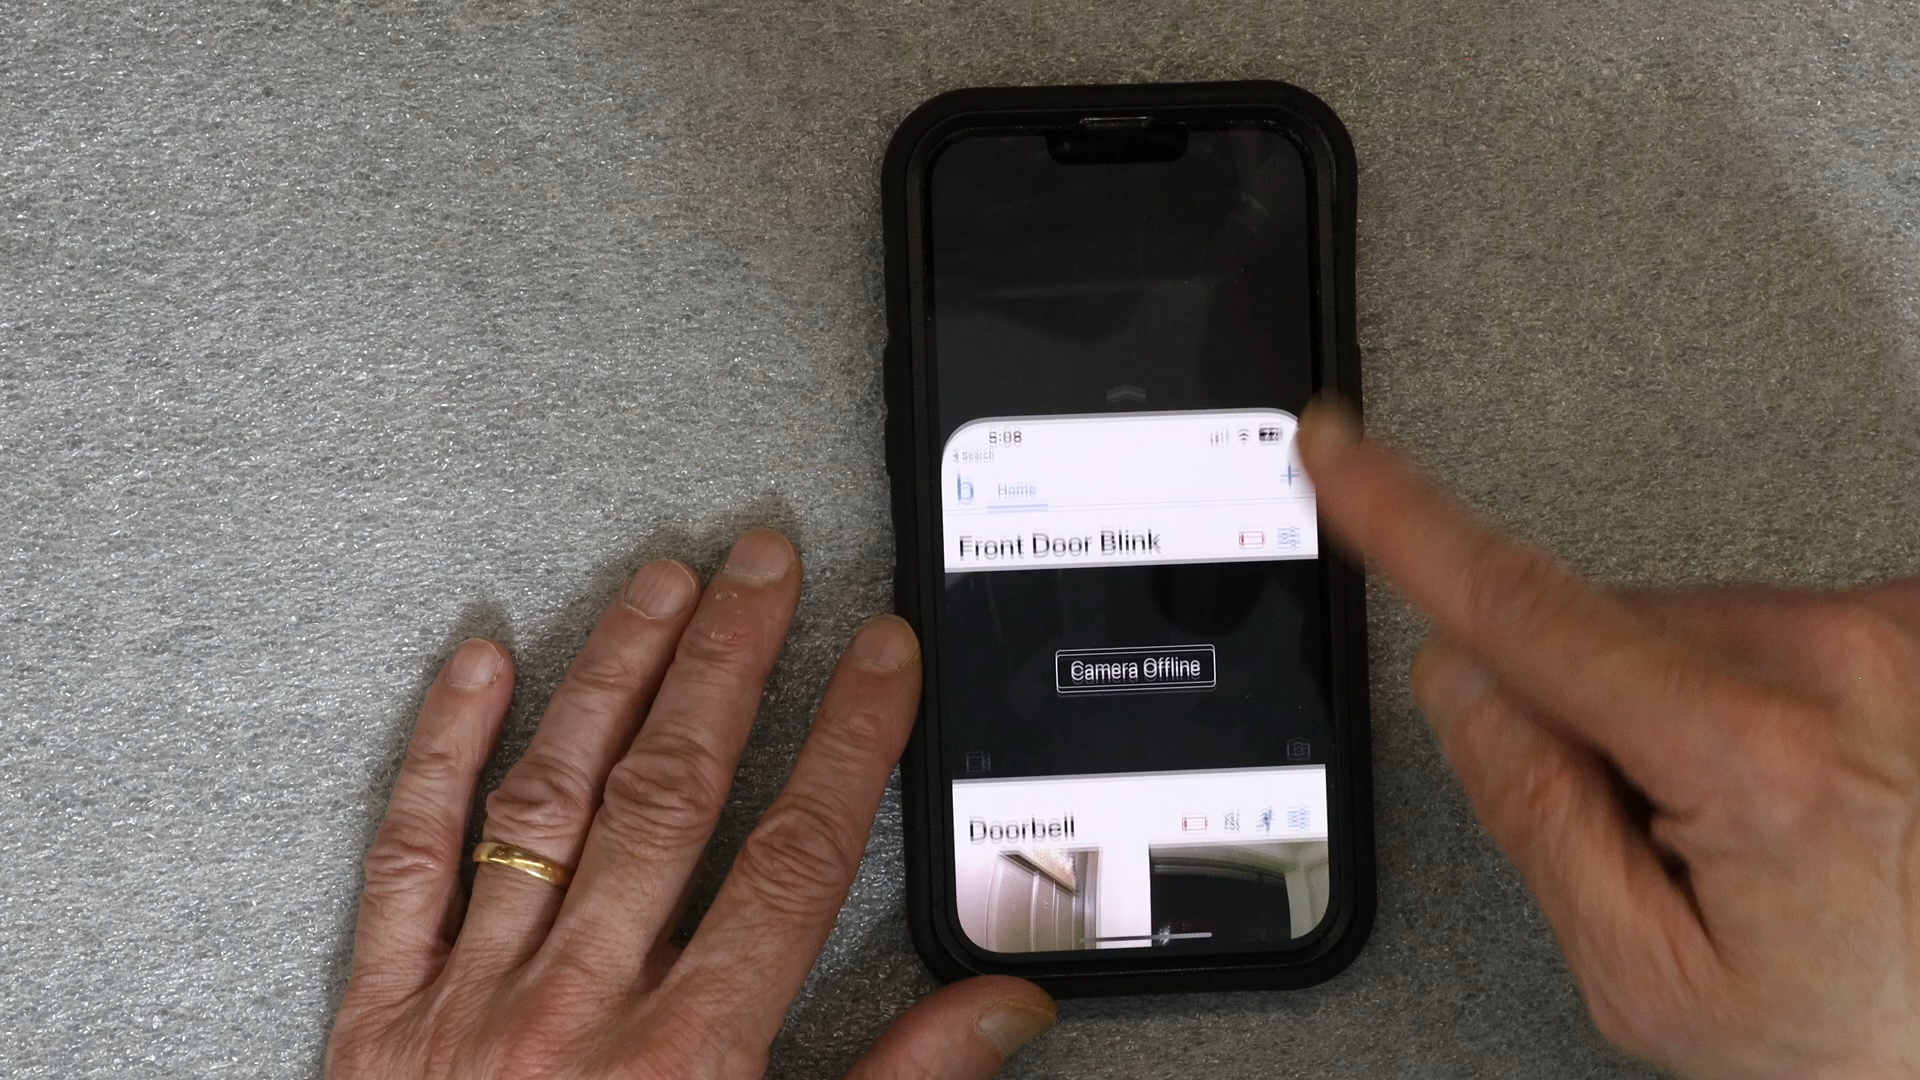 5:08
Search
b Home +
Front Door Blink
Camera Offline
Doorbell